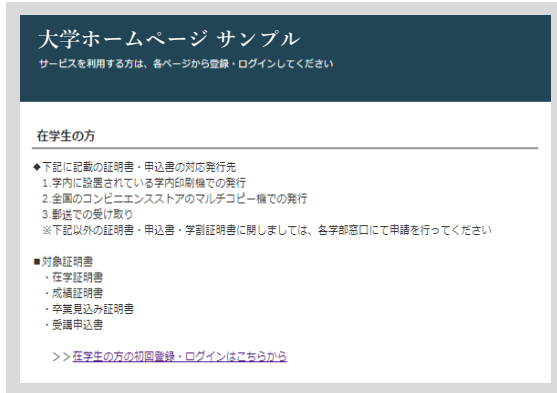 大学ホームページ サンプル
サービスを利用する方は、各ページから登録・ログインしてください
在学生の方
◆下記に記載の証明書・申込書の対応発行先
1.学内に設置されている学内印刷機での発行
2.全国のコンビニエンスストアのマルチコピー機での発行
3.郵送での受け取り
※下記以外の証明書・申込書・学割証明書に関しましては、各学部窓口にて申請を行ってください
■対象証明書
・在学証明書
・成績証明書
・卒業見込み証明書
・受講申込書
>>在学生の方の初回登録・ログインはこちらから